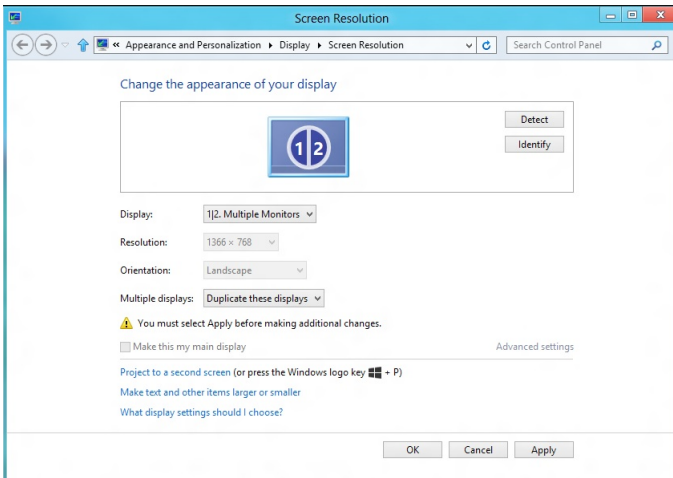 Screen Resolution
« Appearance and Personalization ▸ Display ▸ Screen Resolution
Search Control Panel
Change the appearance of your display
1|2
Detect
Identify
Display: 1|2. Multiple Monitors
Resolution: 1366 × 768
Orientation: Landscape
Multiple displays: Duplicate these displays
You must select Apply before making additional changes.
Make this my main display Advanced settings
Project to a second screen (or press the Windows logo key + P)
Make text and other items larger or smaller
What display settings should I choose?
OK Cancel Apply